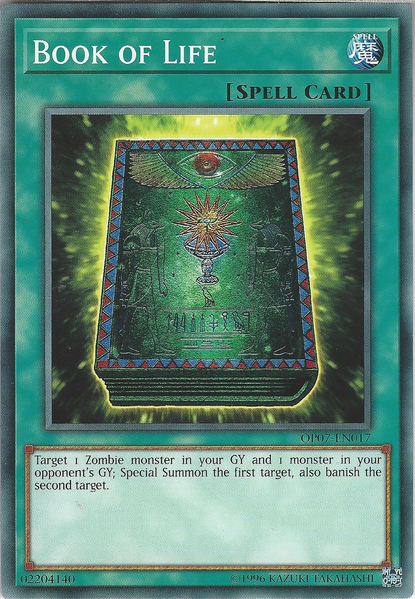 BOOK OF LIFE
SPELL
魔
[SPELL CARD]
OP07-EN017
Target 1 Zombie monster in your GY and 1 monster in your
opponent's GY; Special Summon the first target, also banish the
second target.
02204140
©1996 KAZUKI TAKAHASHI